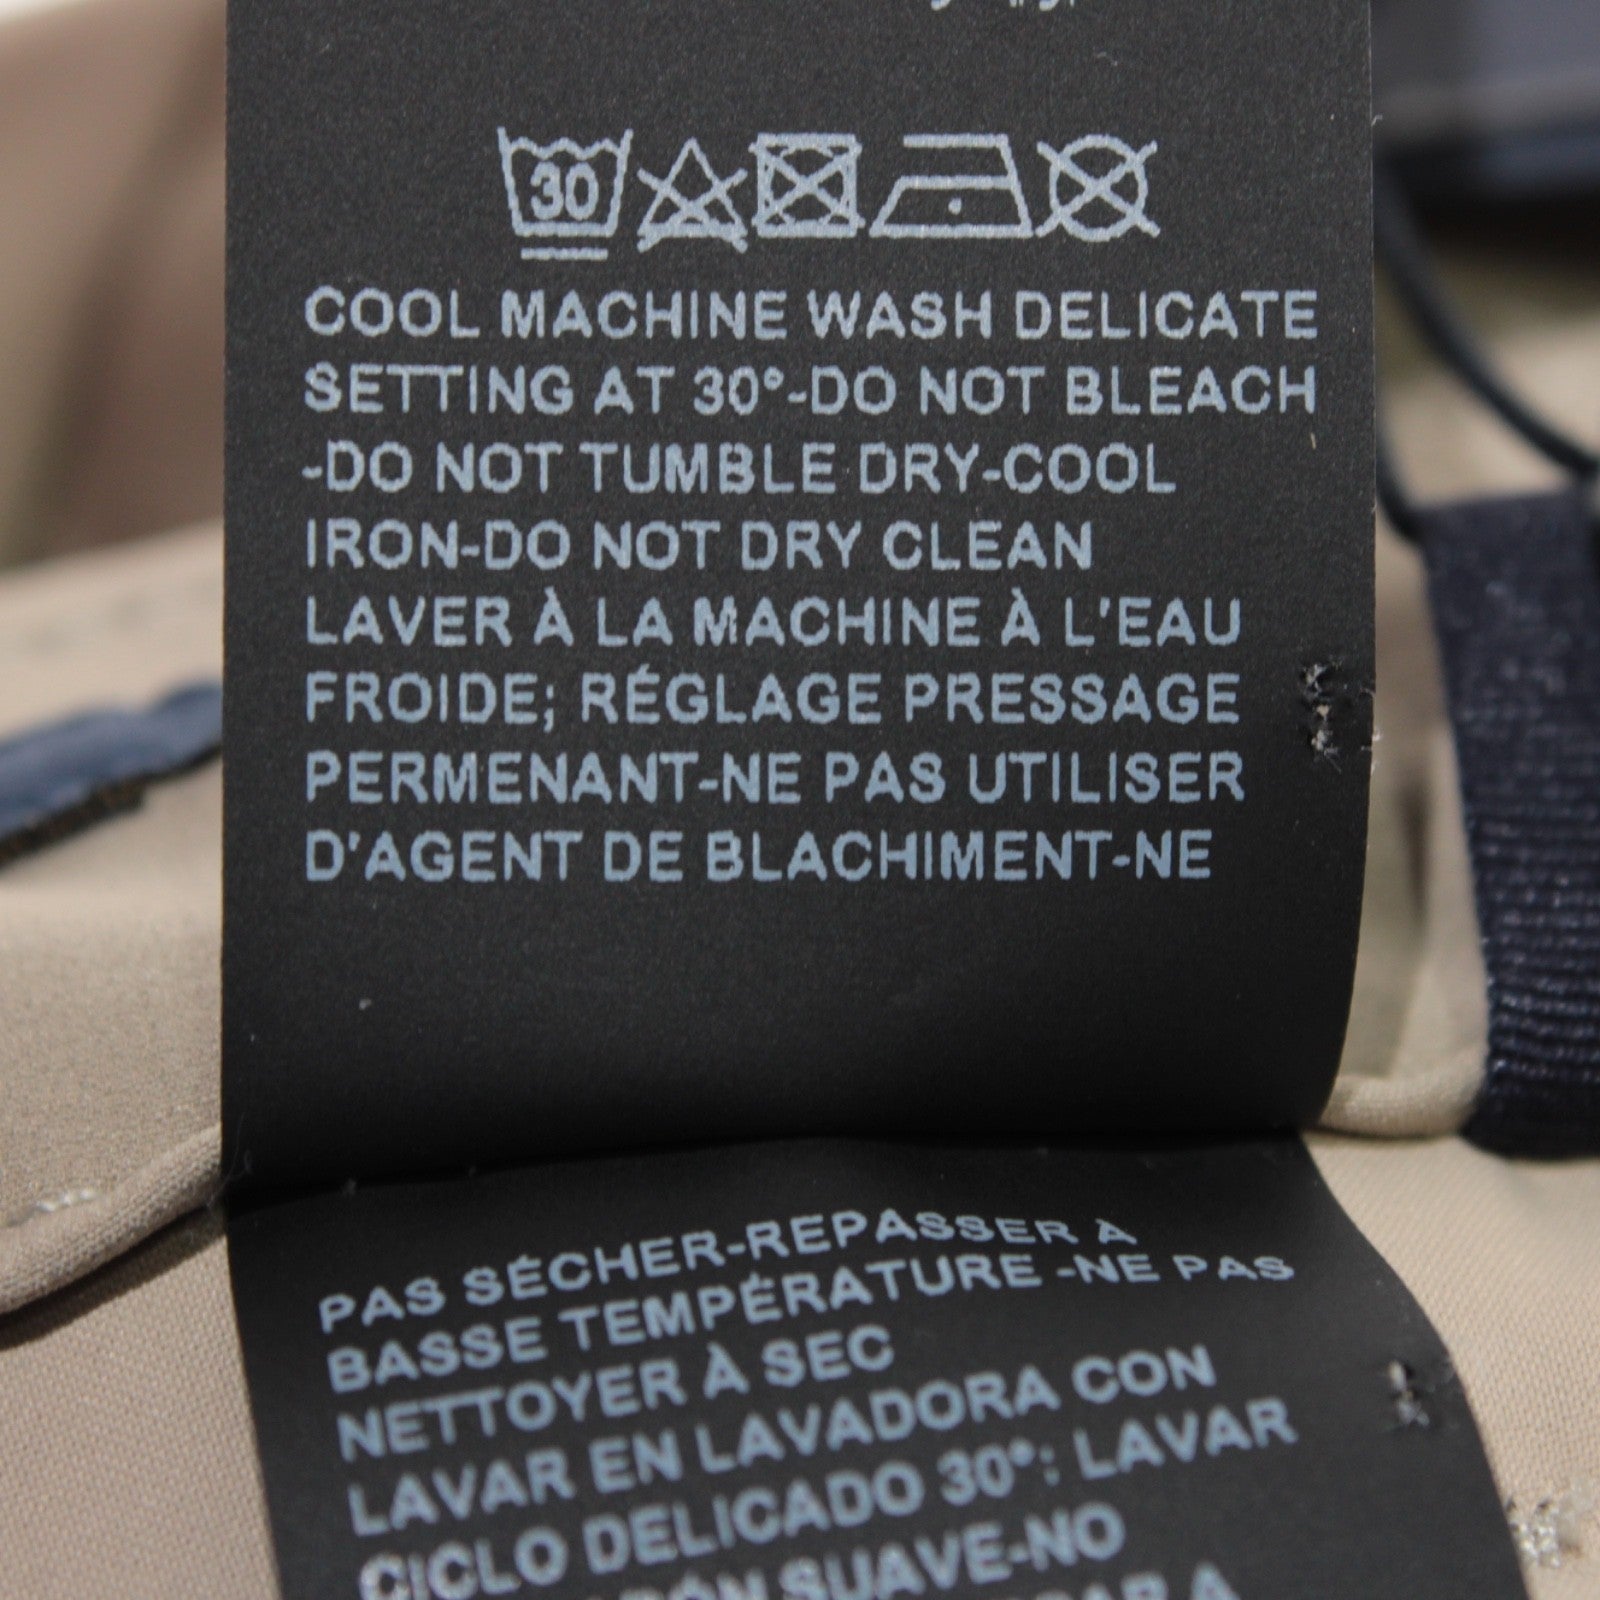 30
COOL MACHINE WASH DELICATE
SETTING AT 30°-DO NOT BLEACH
-DO NOT TUMBLE DRY-COOL
IRON-DO NOT DRY CLEAN
LAVER À LA MACHINE À L'EAU
FROIDE; RÉGLAGE PRESSAGE
PERMENANT-NE PAS UTILISER
D'AGENT DE BLACHIMENT-NE
PAS SÉCHER-REPASSER À
BASSE TEMPÉRATURE -NE PAS
NETTOYER À SEC
LAVAR EN LAVADORA CON
CICLO DELICADO 30°; LAVAR
SUAVE-NO